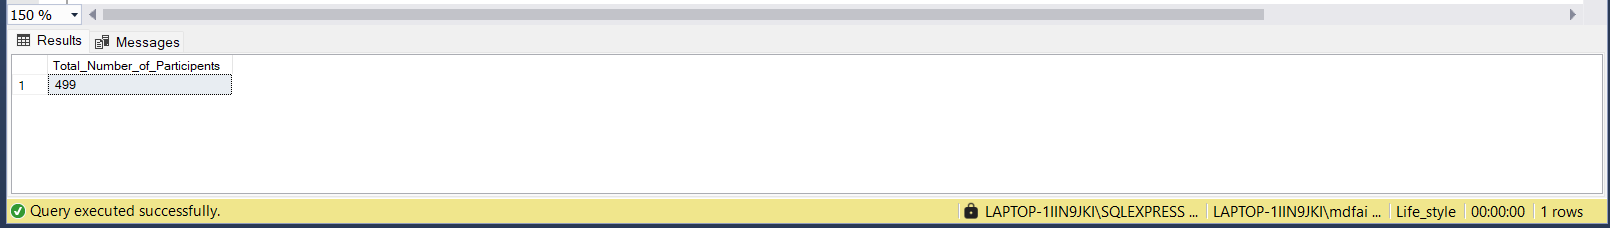 150 %
Results Messages
Total_Number_of_Participents
1 499
Query executed successfully. LAPTOP-1IIN9JKI\SQLEXPRESS ... LAPTOP-1IIN9JKI\mdfai ... Life_style 00:00:00 1 rows